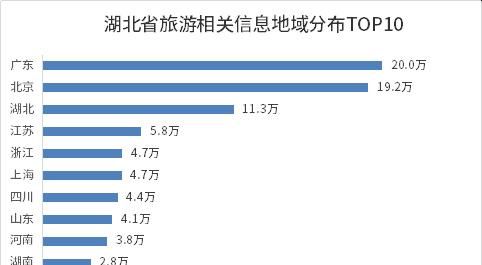 湖北省旅游相关信息地域分布TOP10
广东 20.0万
北京 19.2万
湖北 11.3万
江苏 5.8万
浙江 4.7万
上海 4.7万
四川 4.4万
山东 4.1万
河南 3.8万
湖南 2.8万